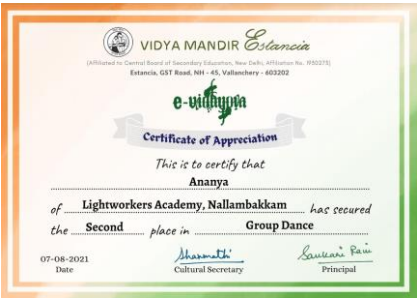 VIDYA MANDIR Estancia
(Affiliated to Central Board of Secondary Education, New Delhi, Affiliation No. 1930273)
Estancia, GST Road, NH - 45, Vallanchery - 603202
e-vidhypra
Certificate of Appreciation
This is to certify that
Ananya
of Lightworkers Academy, Nallambakkam has secured
the Second place in Group Dance
07-08-2021
Date
Cultural Secretary
Principal